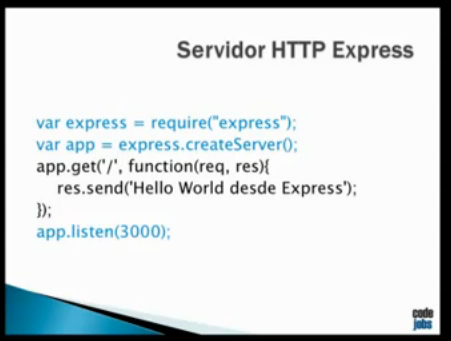 Servidor HTTP Express
var express = require("express");
var app = express.createServer();
app.get('/', function(req, res){
res.send('Hello World desde Express');
});
app.listen(3000);
code
jobs